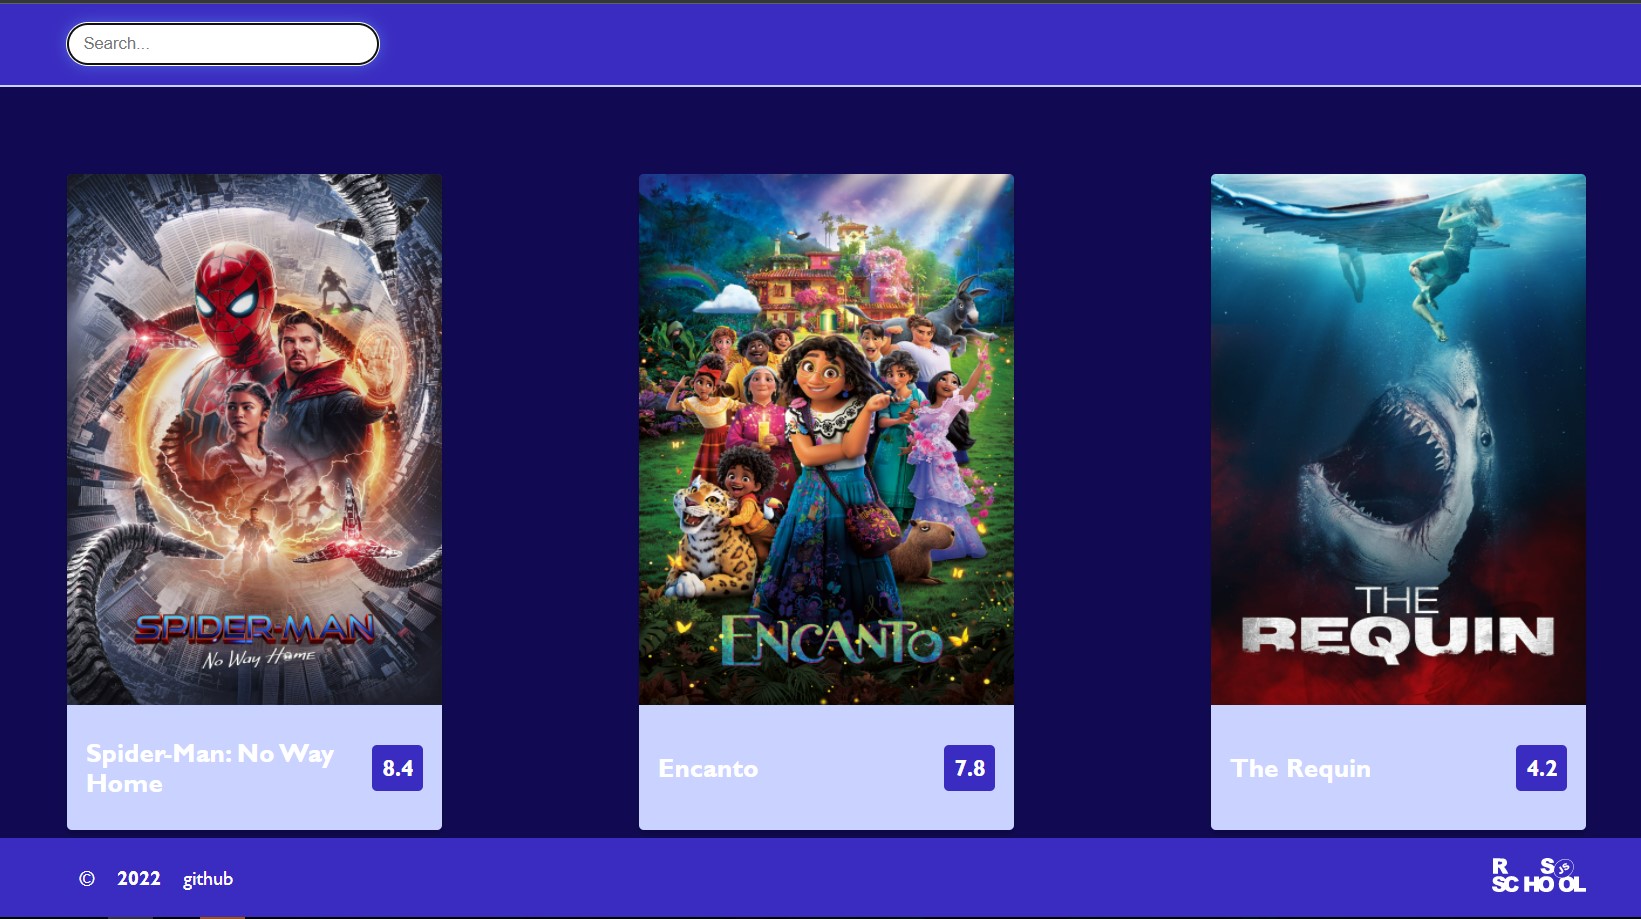 Search...
SPIDER-MAN
No Way Home
ENCANTO
THE
REQUIN
Spider-Man: No Way
Home
8.4
Encanto
7.8
The Requin
4.2
© 2022 github
R S JS
SCHOOL